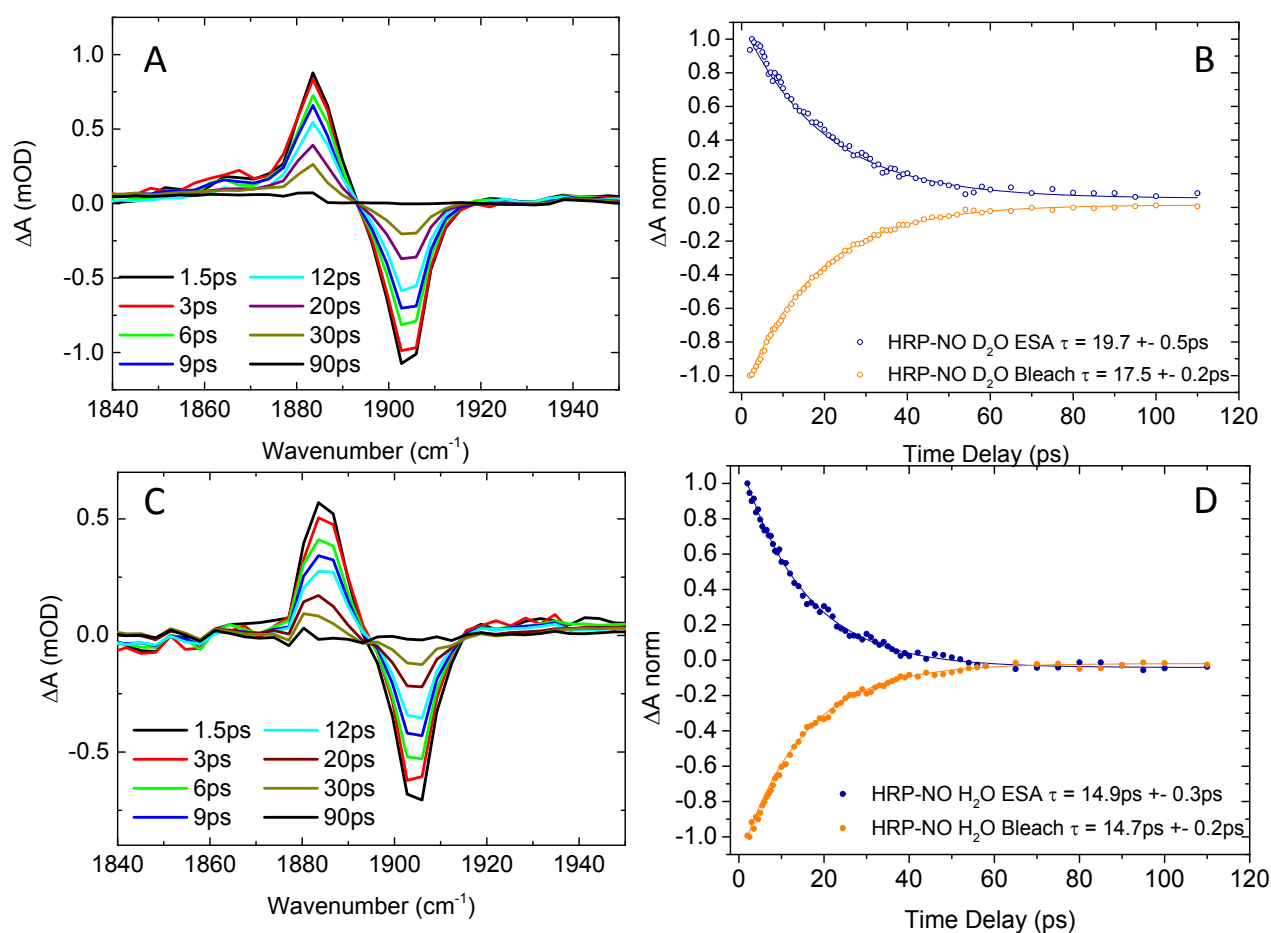 A
1.0
0.5
0.0
-0.5
-1.0
ΔA (mOD)
1.5ps 12ps
3ps 20ps
6ps 30ps
9ps 90ps
1840 1860 1880 1900 1920 1940
Wavenumber (cm⁻¹)
B
1.0
0.8
0.6
0.4
0.2
0.0
-0.2
-0.4
-0.6
-0.8
-1.0
ΔA norm
HRP-NO D₂O ESA τ = 19.7 +- 0.5ps
HRP-NO D₂O Bleach τ = 17.5 +- 0.2ps
0 20 40 60 80 100 120
Time Delay (ps)
C
0.5
0.0
-0.5
ΔA (mOD)
1.5ps 12ps
3ps 20ps
6ps 30ps
9ps 90ps
1840 1860 1880 1900 1920 1940
Wavenumber (cm⁻¹)
D
1.0
0.8
0.6
0.4
0.2
0.0
-0.2
-0.4
-0.6
-0.8
-1.0
ΔA norm
HRP-NO H₂O ESA τ = 14.9ps +- 0.3ps
HRP-NO H₂O Bleach τ = 14.7ps +- 0.2ps
0 20 40 60 80 100 120
Time Delay (ps)